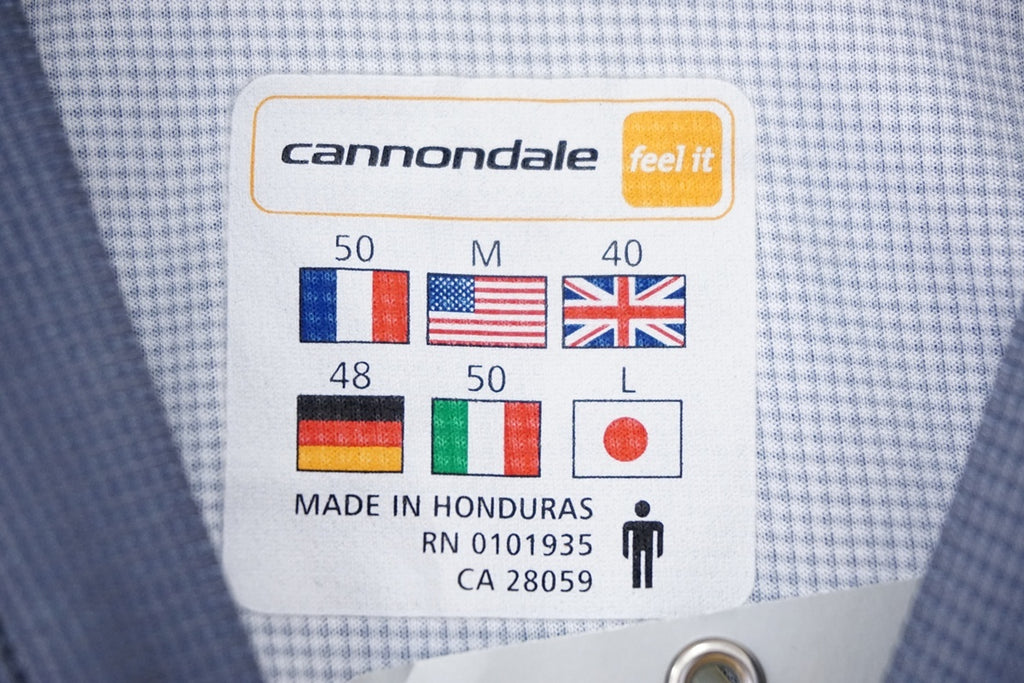 cannondale feel it
50 M 40
48 50 L
MADE IN HONDURAS
RN 0101935
CA 28059